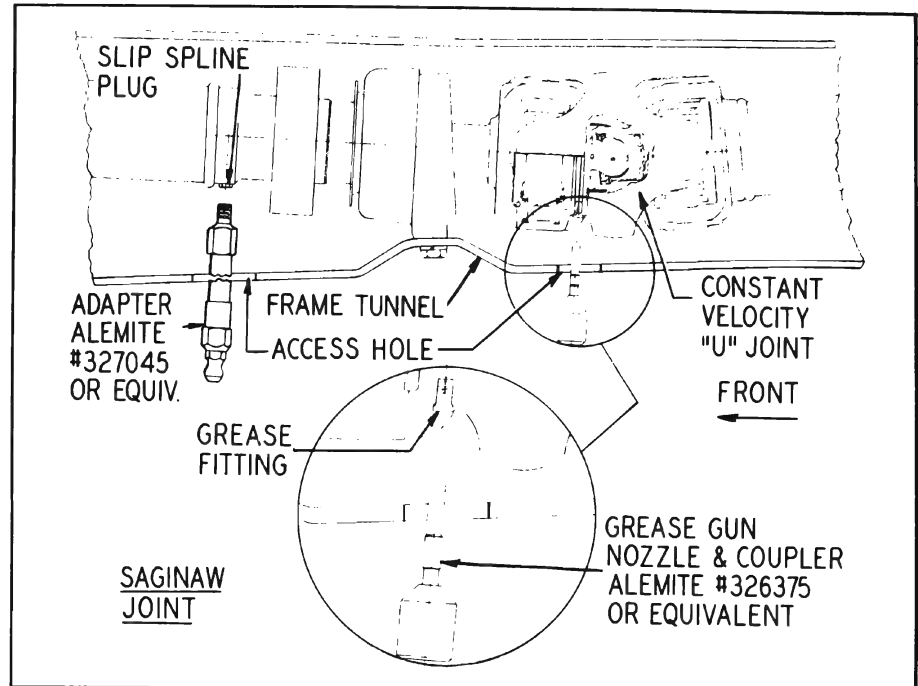 SLIP SPLINE
PLUG
ADAPTER
ALEMITE
#327045
OR EQUIV.
FRAME TUNNEL
ACCESS HOLE
CONSTANT
VELOCITY
"U" JOINT
FRONT
GREASE
FITTING
GREASE GUN
NOZZLE & COUPLER
ALEMITE #326375
OR EQUIVALENT
SAGINAW
JOINT